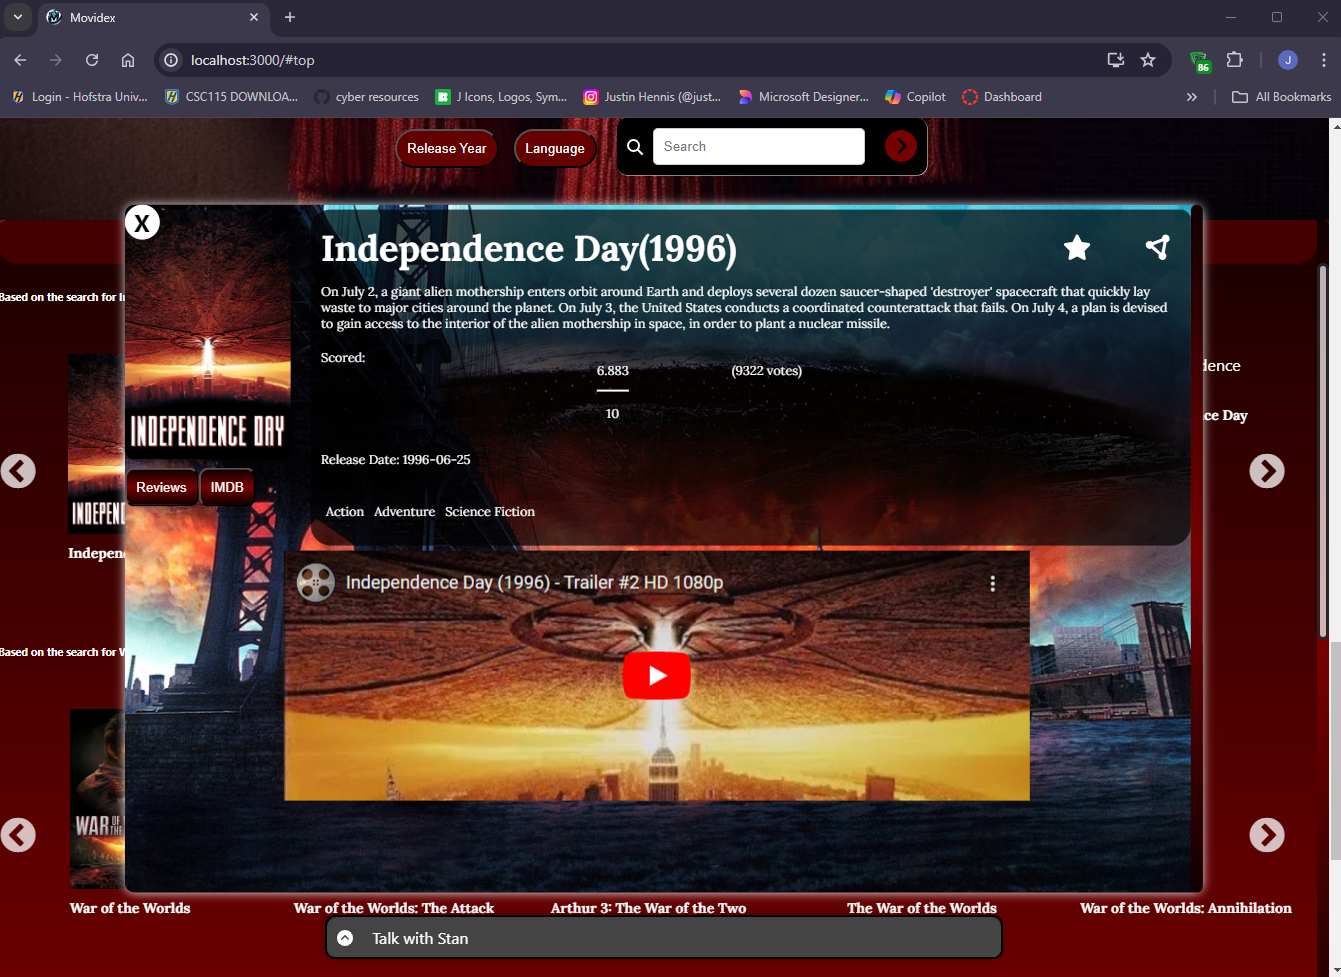 Movidex
localhost:3000/#top
86
J
Login - Hofstra Univ...
CSC115 DOWNLOA...
cyber resources
J Icons, Logos, Sym...
Justin Hennis (@just...
Microsoft Designer...
Copilot
Dashboard
All Bookmarks
Release Year
Language
Search
X
Independence Day(1996)
On July 2, a giant alien mothership enters orbit around Earth and deploys several dozen saucer-shaped 'destroyer' spacecraft that quickly lay
waste to major cities around the planet. On July 3, the United States conducts a coordinated counterattack that fails. On July 4, a plan is devised
to gain access to the interior of the alien mothership in space, in order to plant a nuclear missile.
Based on the search for
Scored:
6.883
(9322 votes)
10
dence
ce Day
INDEPENDENCE DAY
Release Date: 1996-06-25
Reviews
IMDB
Action Adventure Science Fiction
INDEPEN
Indepen
Independence Day (1996) - Trailer #2 HD 1080p
Based on the search for W
WAR OF
THE
War of the Worlds
War of the Worlds: The Attack
Arthur 3: The War of the Two
The War of the Worlds
War of the Worlds: Annihilation
Talk with Stan